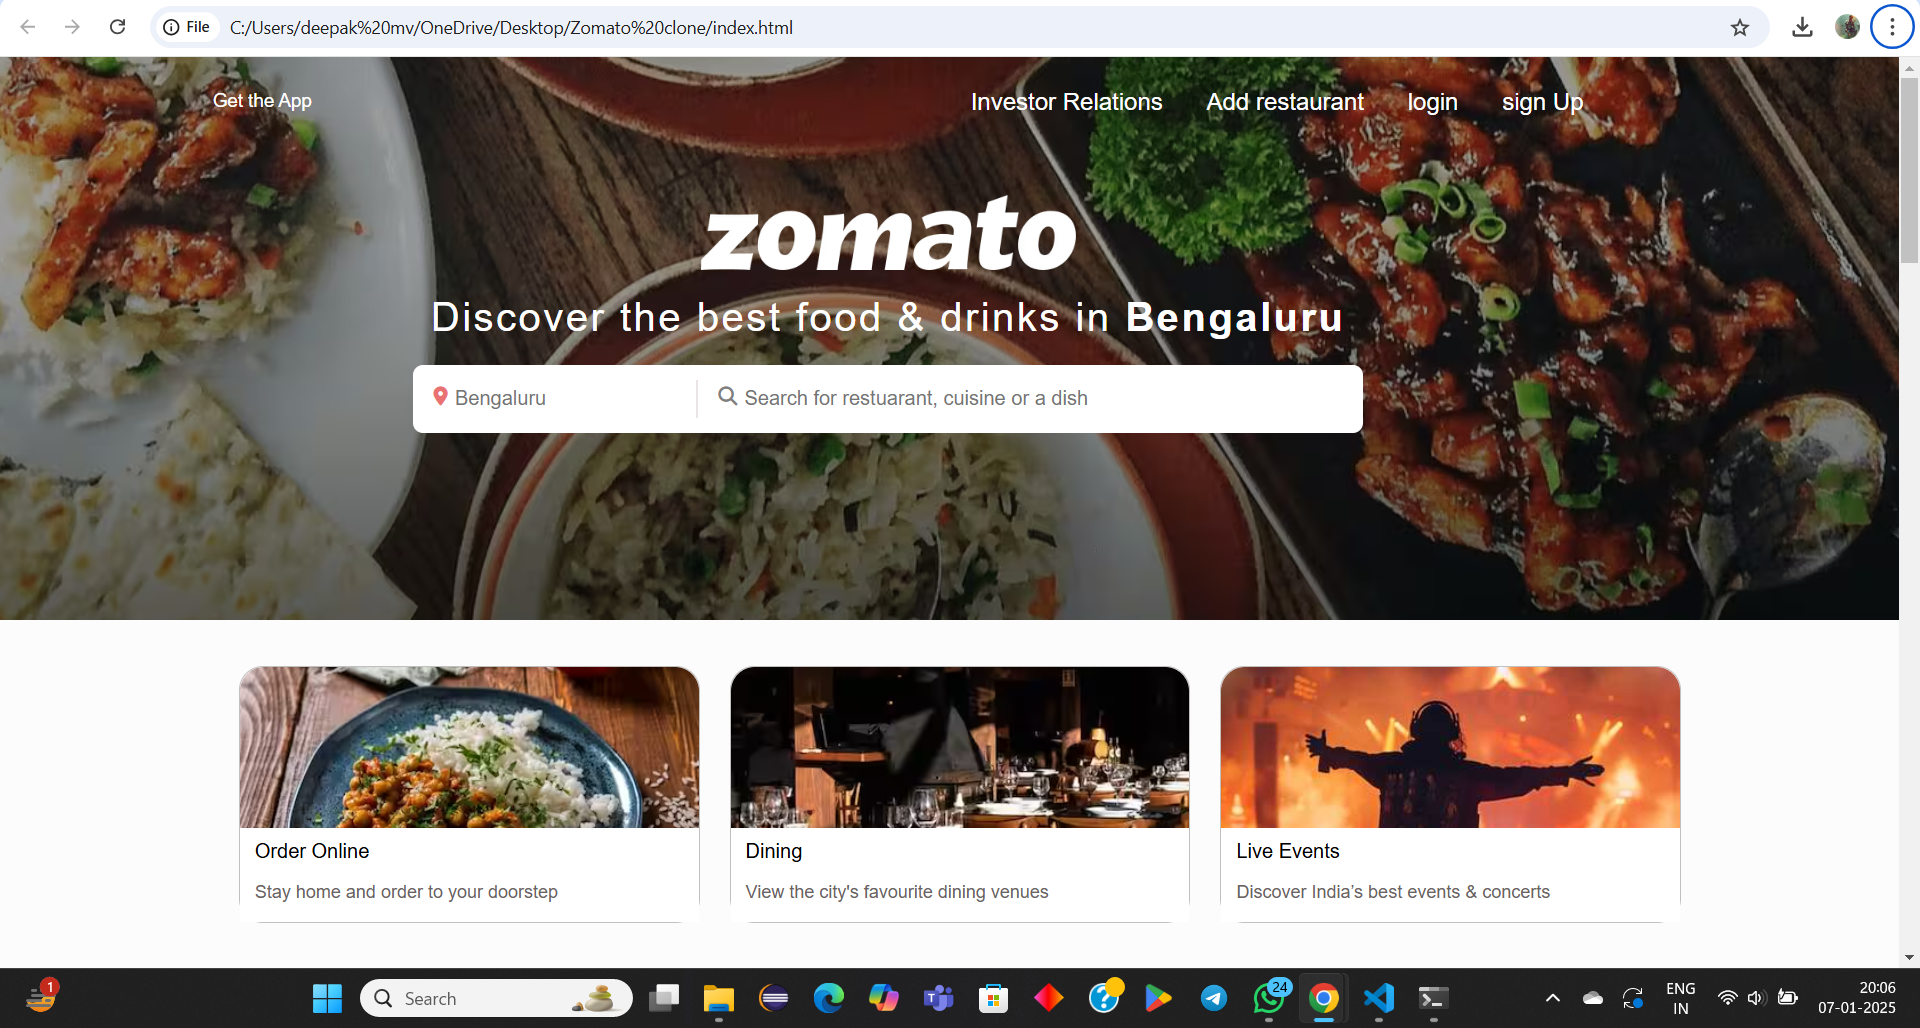 File C:/Users/deepak%20mv/OneDrive/Desktop/Zomato%20clone/index.html
Get the App Investor Relations Add restaurant login sign Up
zomato
Discover the best food & drinks in Bengaluru
Bengaluru Search for restuarant, cuisine or a dish
Order Online Dining Live Events
Stay home and order to your doorstep View the city's favourite dining venues Discover India’s best events & concerts
1 Search 24 ENG 20:06
IN 07-01-2025